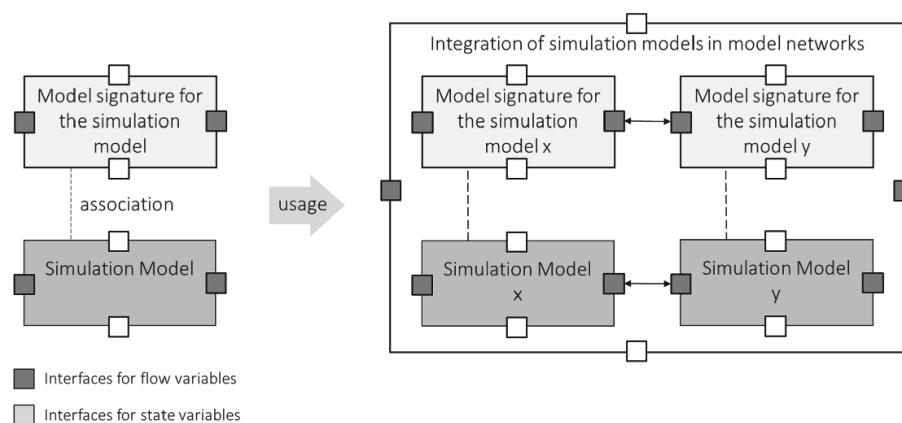 Model signature for
the simulation
model
association
Simulation Model
usage
Integration of simulation models in model networks
Model signature for
the simulation
model x
Model signature for
the simulation
model y
Simulation Model
x
Simulation Model
y
Interfaces for flow variables
Interfaces for state variables